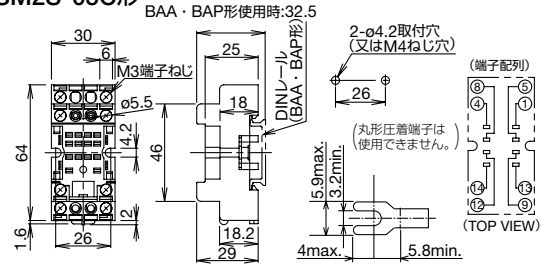 BAA・BAP形使用時:32.5
30
6
M3端子ねじ
ø5.5
4.2
64
2
1.6
26
25
18
46
18.2
29
DINレール
(BAA・BAP形)
2-ø4.2取付穴
(又はM4ねじ穴)
26
(丸形圧着端子は
使用できません。)
5.9max.
3.2min.
4max.
5.8min.
(端子配列)
⑧ ⑤
④ ①
⑭ ⑬
⑫ ⑨
(TOP VIEW)